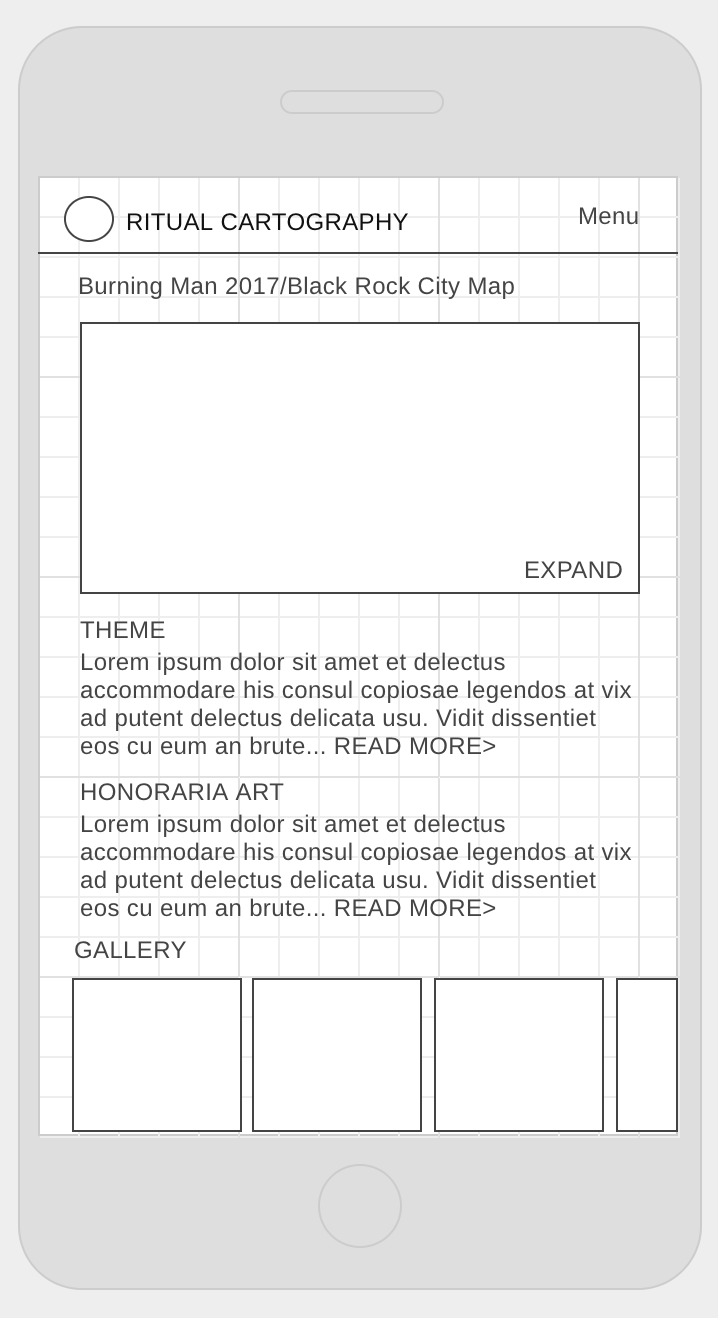 RITUAL CARTOGRAPHY
Menu
Burning Man 2017/Black Rock City Map
EXPAND
THEME
Lorem ipsum dolor sit amet et delectus
accommodare his consul copiosae legendos at vix
ad putent delectus delicata usu. Vidit dissentiet
eos cu eum an brute... READ MORE>
HONORARIA ART
Lorem ipsum dolor sit amet et delectus
accommodare his consul copiosae legendos at vix
ad putent delectus delicata usu. Vidit dissentiet
eos cu eum an brute... READ MORE>
GALLERY